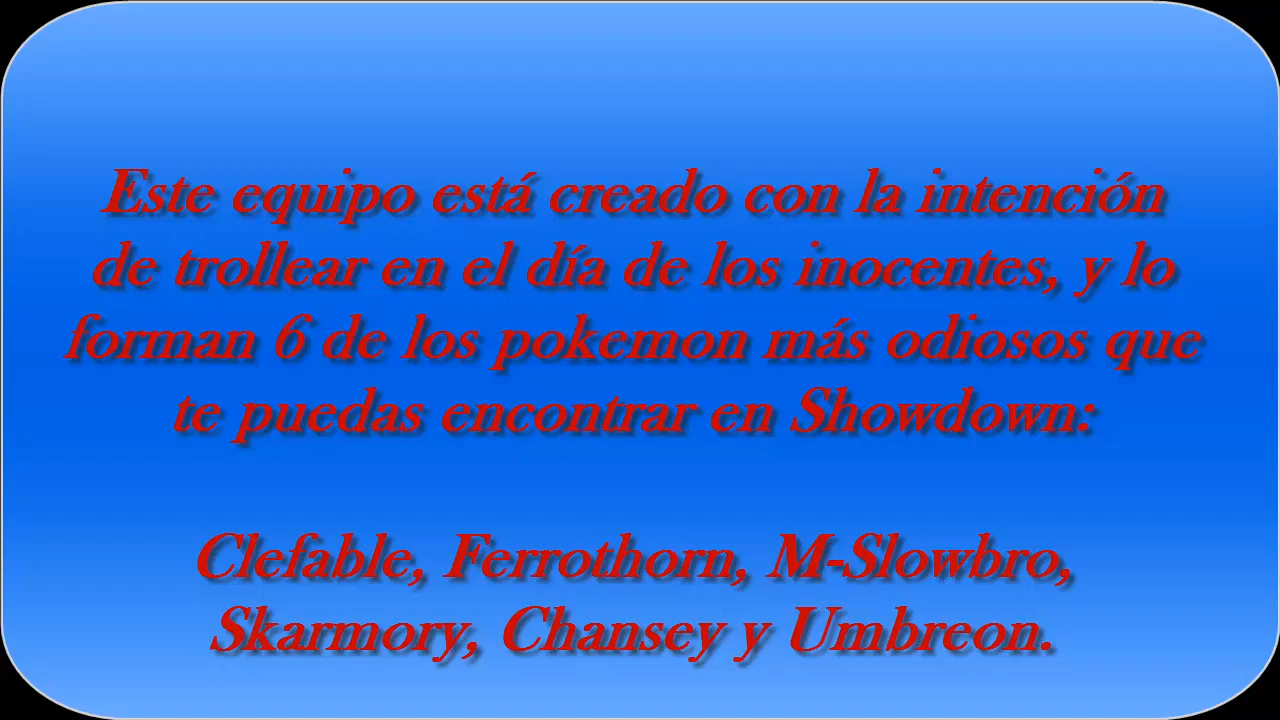 Este equipo está creado con la intención
de trollear en el día de los inocentes, y lo
forman 6 de los pokemon más odiosos que
te puedas encontrar en Showdown:
Clefable, Ferrothorn, M-Slowbro,
Skarmory, Chansey y Umbreon.